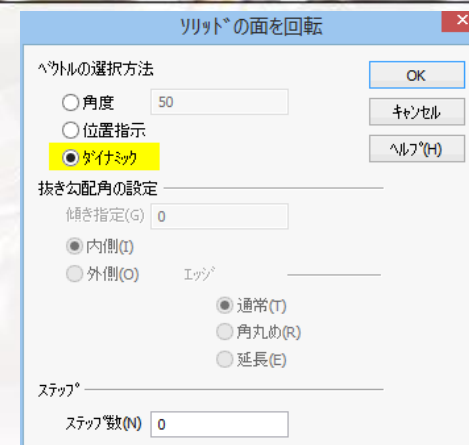 ｿﾘｯﾄﾞの面を回転
ﾍﾞｸﾄﾙの選択方法
角度 50
位置指示
ﾀﾞｲﾅﾐｯｸ
抜き勾配角の設定
傾き指定(G) 0
内側(I)
外側(O) ｴｯｼﾞ
通常(T)
角丸め(R)
延長(E)
ｽﾃｯﾌﾟ
ｽﾃｯﾌﾟ数(N) 0
OK
ｷｬﾝｾﾙ
ﾍﾙﾌﾟ(H)